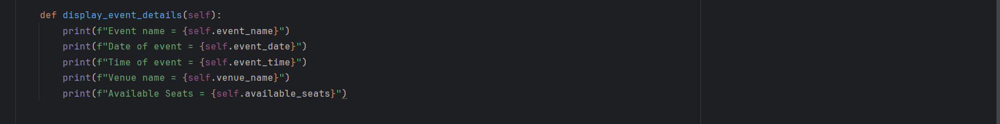 def display_event_details(self):
    print(f"Event name = {self.event_name}")
    print(f"Date of event = {self.event_date}")
    print(f"Time of event = {self.event_time}")
    print(f"Venue name = {self.venue_name}")
    print(f"Available Seats = {self.available_seats}")